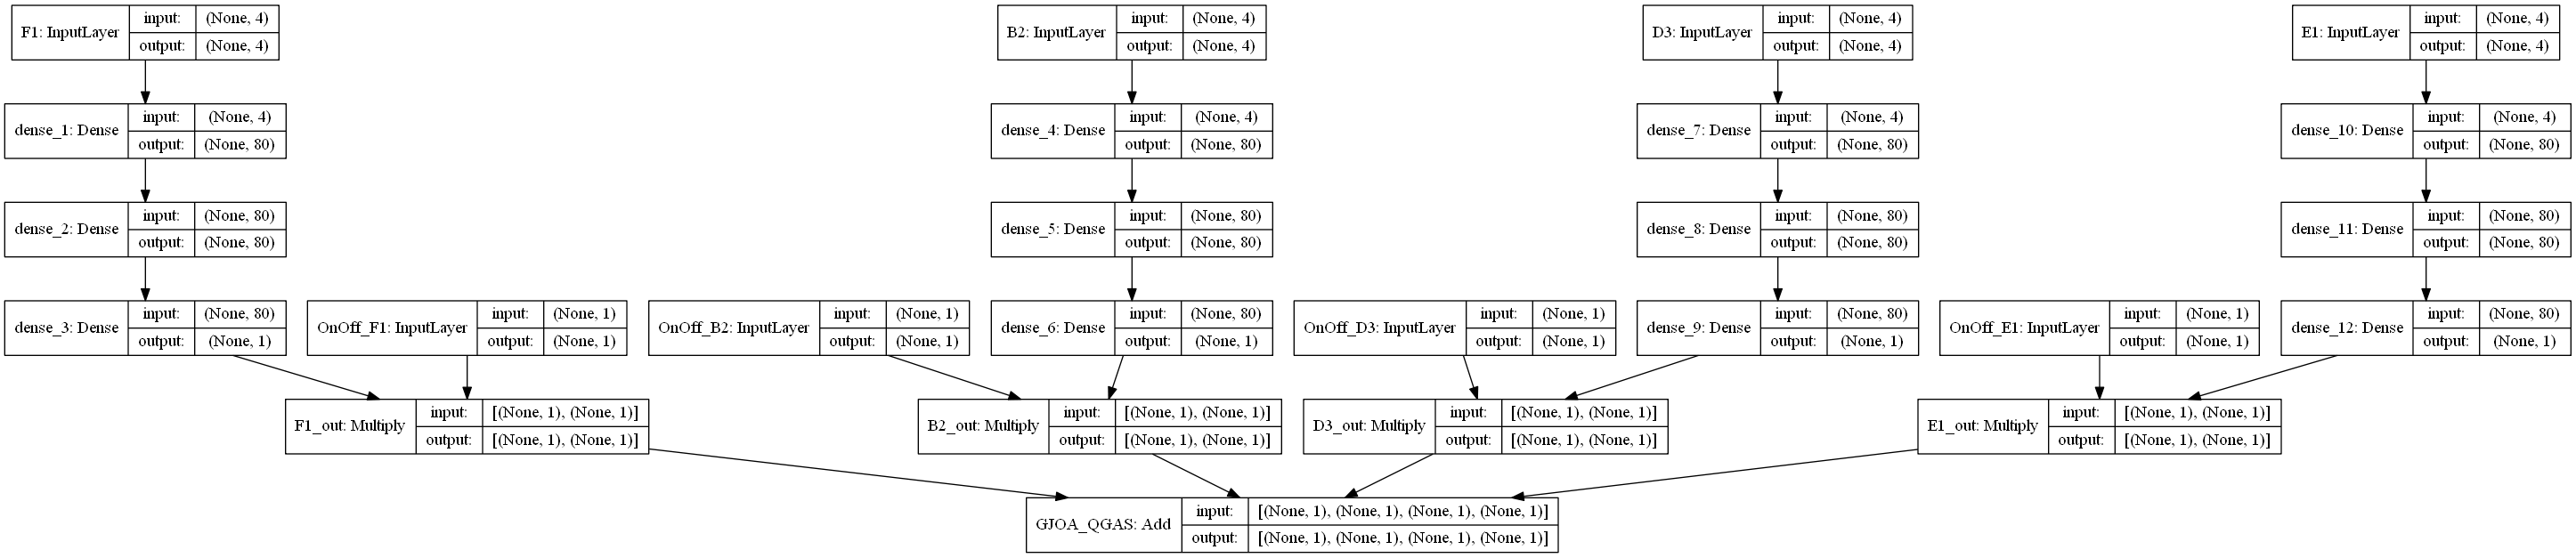 F1: InputLayer input: (None, 4)
output: (None, 4)
B2: InputLayer input: (None, 4)
output: (None, 4)
D3: InputLayer input: (None, 4)
output: (None, 4)
E1: InputLayer input: (None, 4)
output: (None, 4)
dense_1: Dense input: (None, 4)
output: (None, 80)
dense_4: Dense input: (None, 4)
output: (None, 80)
dense_7: Dense input: (None, 4)
output: (None, 80)
dense_10: Dense input: (None, 4)
output: (None, 80)
dense_2: Dense input: (None, 80)
output: (None, 80)
dense_5: Dense input: (None, 80)
output: (None, 80)
dense_8: Dense input: (None, 80)
output: (None, 80)
dense_11: Dense input: (None, 80)
output: (None, 80)
dense_3: Dense input: (None, 80)
output: (None, 1)
OnOff_F1: InputLayer input: (None, 1)
output: (None, 1)
OnOff_B2: InputLayer input: (None, 1)
output: (None, 1)
dense_6: Dense input: (None, 80)
output: (None, 1)
OnOff_D3: InputLayer input: (None, 1)
output: (None, 1)
dense_9: Dense input: (None, 80)
output: (None, 1)
OnOff_E1: InputLayer input: (None, 1)
output: (None, 1)
dense_12: Dense input: (None, 80)
output: (None, 1)
F1_out: Multiply input: [(None, 1), (None, 1)]
output: [(None, 1), (None, 1)]
B2_out: Multiply input: [(None, 1), (None, 1)]
output: [(None, 1), (None, 1)]
D3_out: Multiply input: [(None, 1), (None, 1)]
output: [(None, 1), (None, 1)]
E1_out: Multiply input: [(None, 1), (None, 1)]
output: [(None, 1), (None, 1)]
GJOA_QGAS: Add input: [(None, 1), (None, 1), (None, 1), (None, 1)]
output: [(None, 1), (None, 1), (None, 1), (None, 1)]